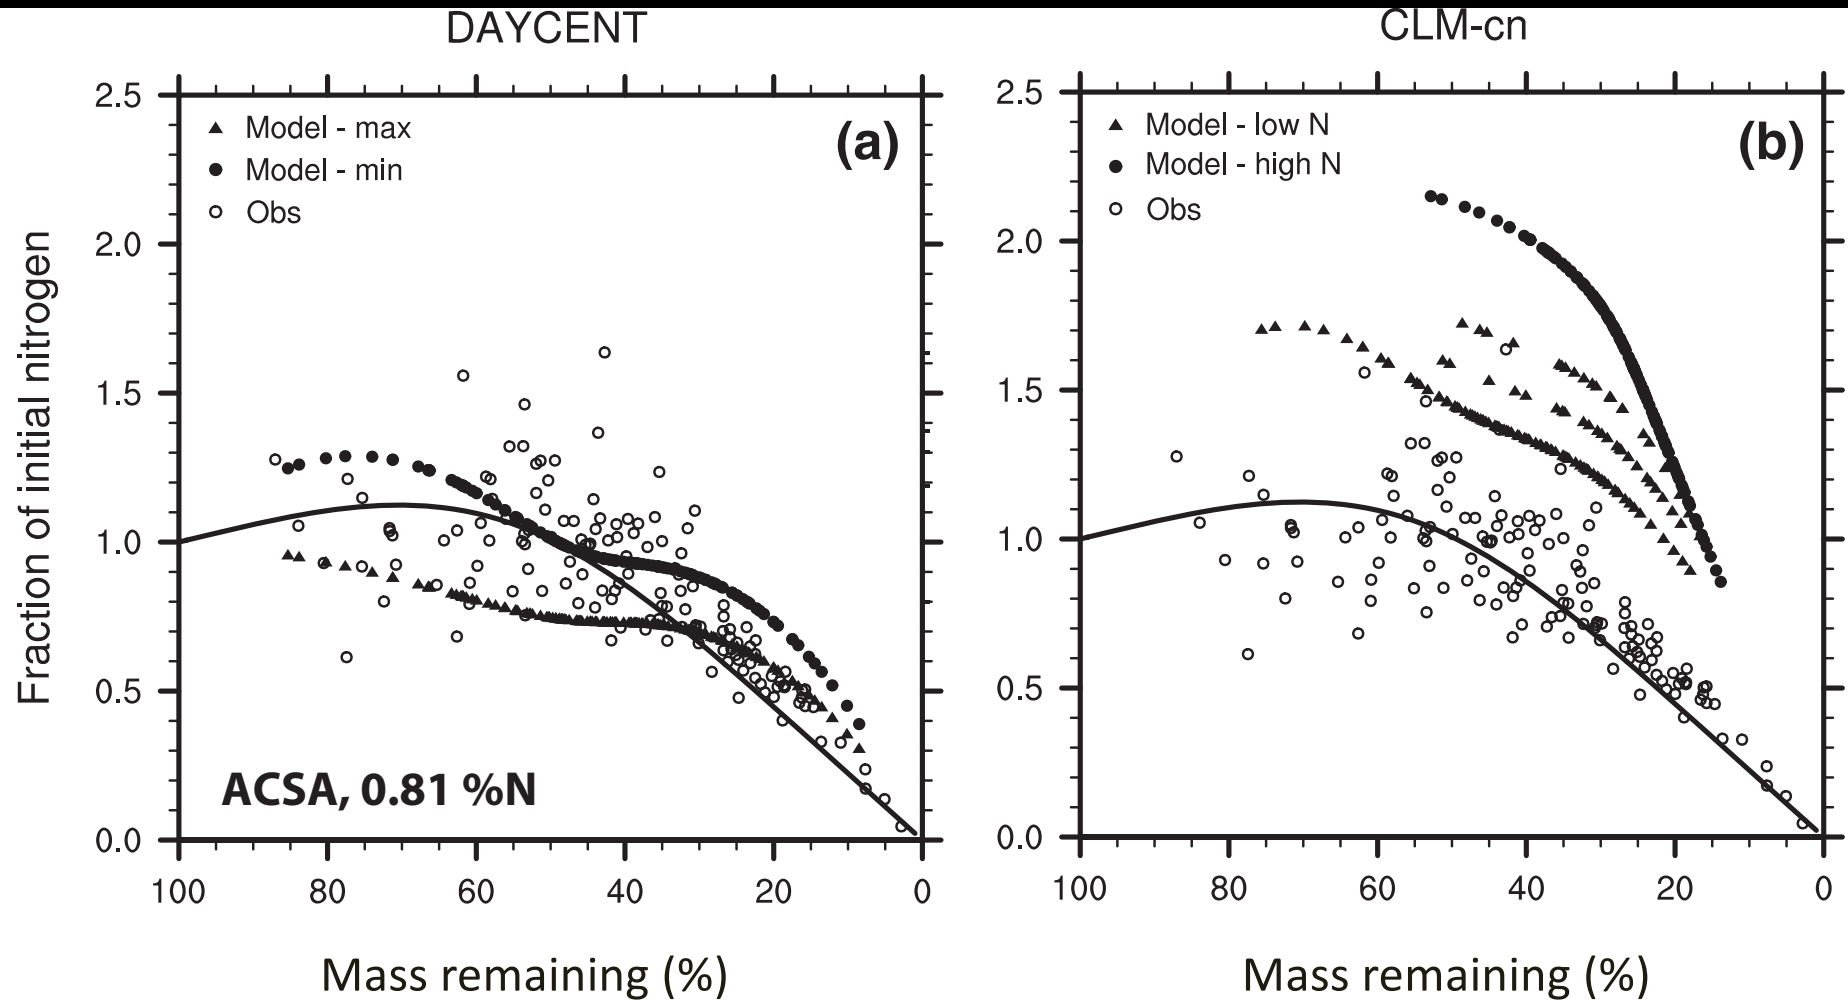 DAYCENT
2.5
2.0
1.5
1.0
0.5
0.0
Fraction of initial nitrogen
Model - max
Model - min
Obs
(a)
ACSA, 0.81 %N
100 80 60 40 20 0
Mass remaining (%)
CLM-cn
2.5
2.0
1.5
1.0
0.5
0.0
Model - low N
Model - high N
Obs
(b)
100 80 60 40 20 0
Mass remaining (%)